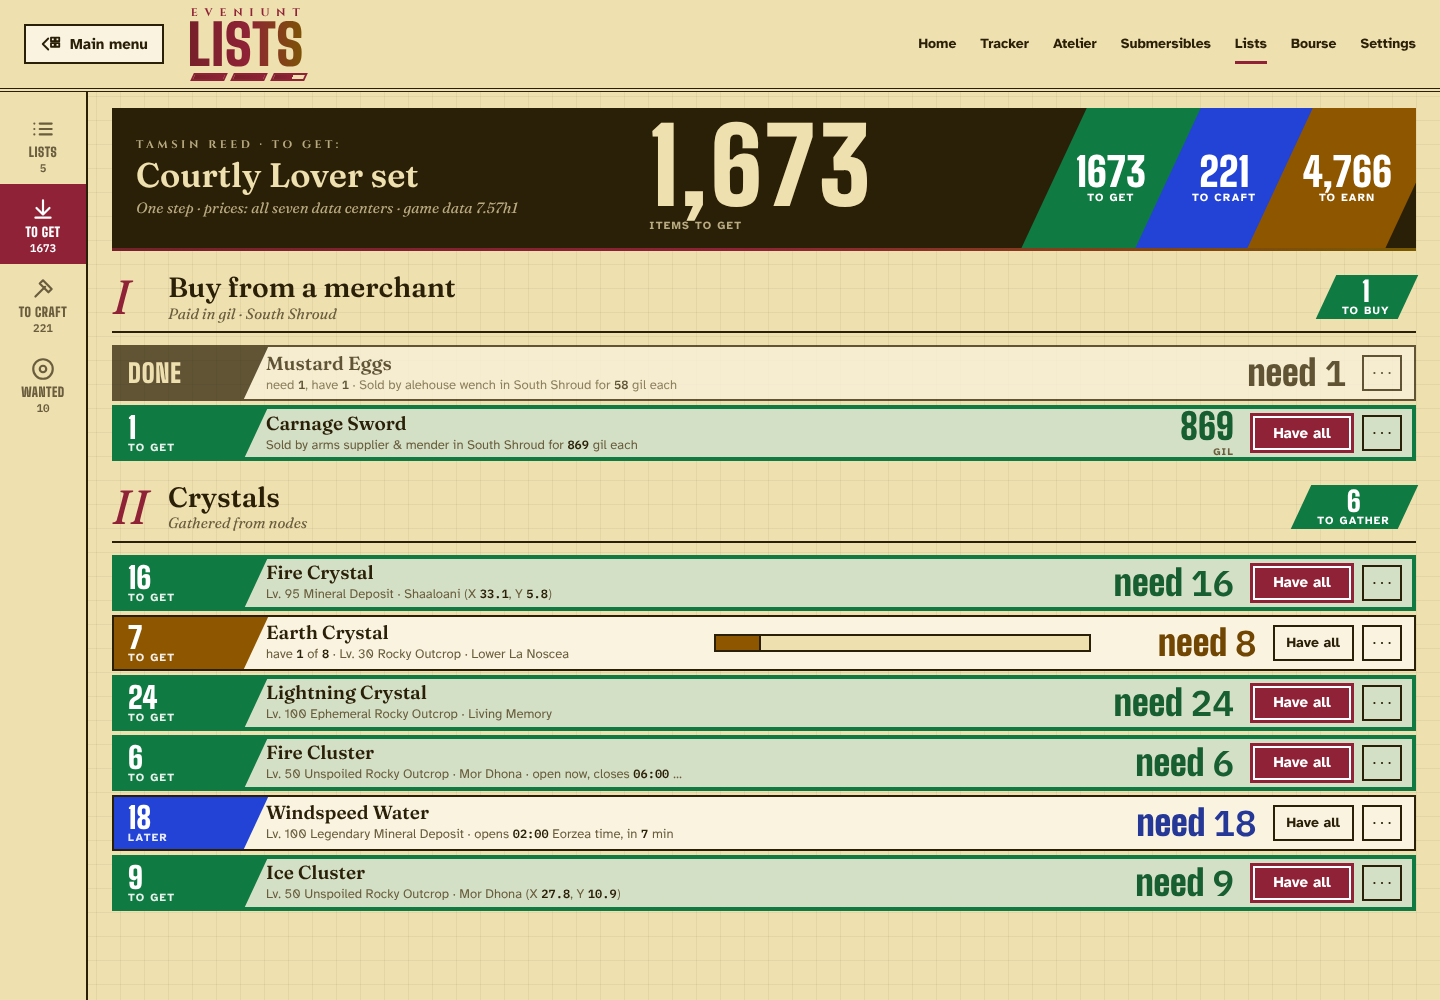 Main menu
EVENIUNT
LISTS
Home
Tracker
Atelier
Submersibles
Lists
Bourse
Settings
LISTS
5
TO GET
1673
TO CRAFT
221
WANTED
10
TAMSIN REED · TO GET:
Courtly Lover set
One step · prices: all seven data centers · game data 7.57h1
1,673
ITEMS TO GET
1673
TO GET
221
TO CRAFT
4,766
TO EARN
I
Buy from a merchant
Paid in gil · South Shroud
1
TO BUY
DONE
Mustard Eggs
need 1, have 1 · Sold by alehouse wench in South Shroud for 58 gil each
need 1
...
1
TO GET
Carnage Sword
Sold by arms supplier & mender in South Shroud for 869 gil each
869
GIL
Have all
...
II
Crystals
Gathered from nodes
6
TO GATHER
16
TO GET
Fire Crystal
Lv. 95 Mineral Deposit · Shaaloani (X 33.1, Y 5.8)
need 16
Have all
...
7
TO GET
Earth Crystal
have 1 of 8 · Lv. 30 Rocky Outcrop · Lower La Noscea
need 8
Have all
...
24
TO GET
Lightning Crystal
Lv. 100 Ephemeral Rocky Outcrop · Living Memory
need 24
Have all
...
6
TO GET
Fire Cluster
Lv. 50 Unspoiled Rocky Outcrop · Mor Dhona · open now, closes 06:00 ...
need 6
Have all
...
18
LATER
Windspeed Water
Lv. 100 Legendary Mineral Deposit · opens 02:00 Eorzea time, in 7 min
need 18
Have all
...
9
TO GET
Ice Cluster
Lv. 50 Unspoiled Rocky Outcrop · Mor Dhona (X 27.8, Y 10.9)
need 9
Have all
...